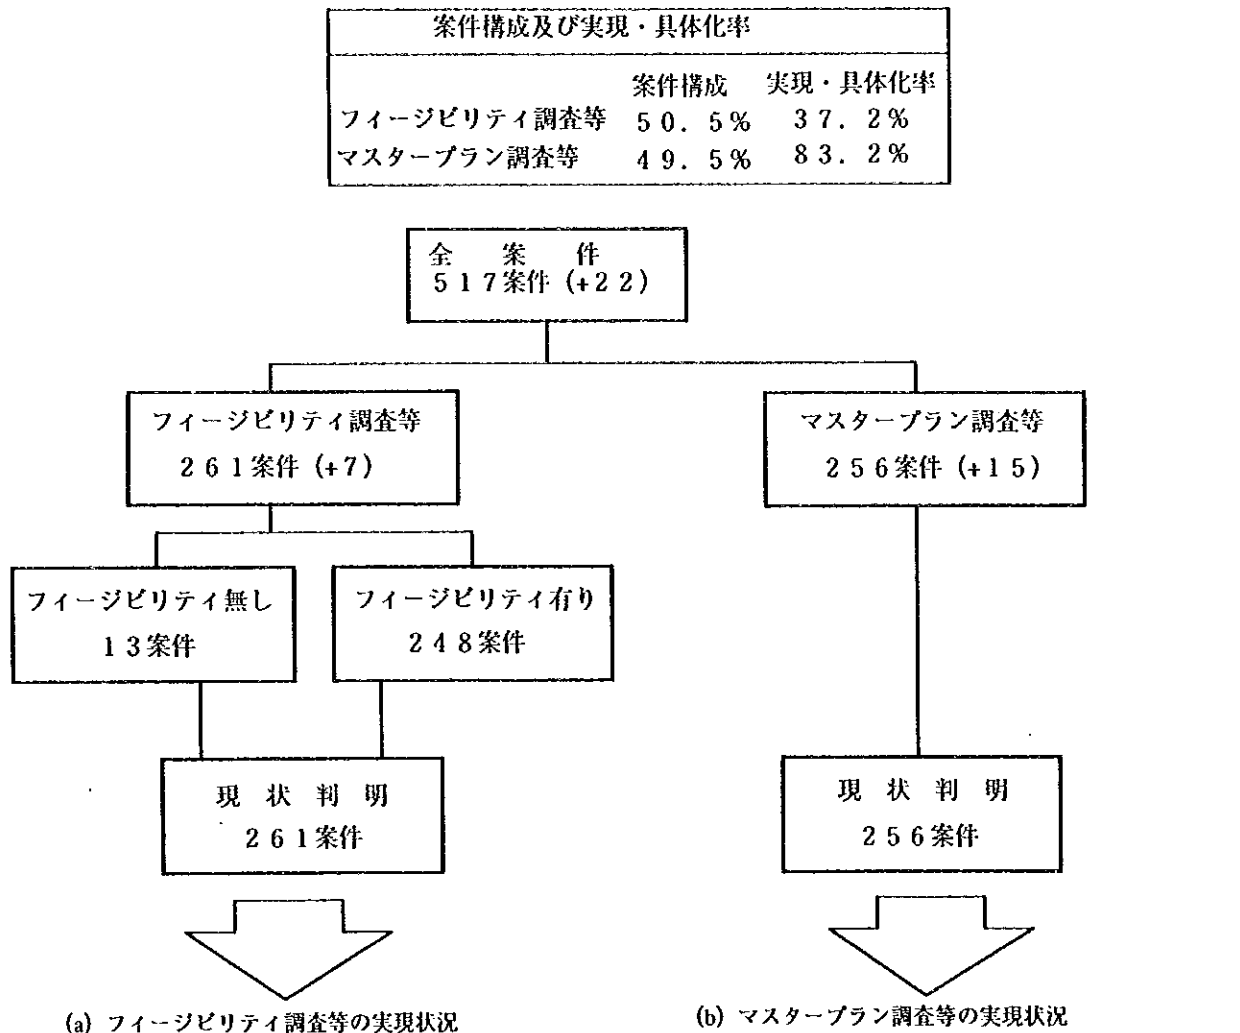 案件構成及び実現・具体化率
案件構成 実現・具体化率
フィージビリティ調査等 50.5% 37.2%
マスタープラン調査等 49.5% 83.2%
全案件
517案件 (+22)
フィージビリティ調査等
261案件 (+7)
マスタープラン調査等
256案件 (+15)
フィージビリティ無し
13案件
フィージビリティ有り
248案件
現状判明
261案件
現状判明
256案件
(a) フィージビリティ調査等の実現状況
(b) マスタープラン調査等の実現状況